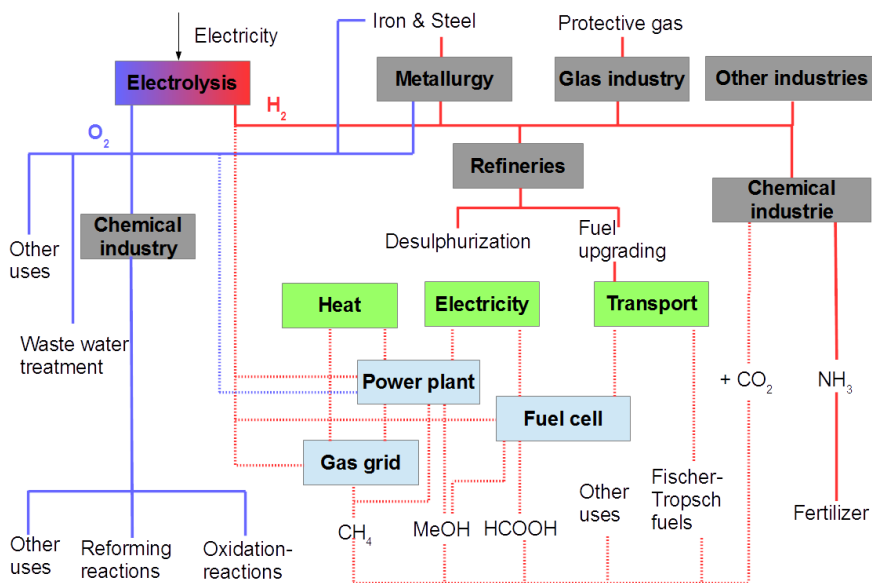 Iron & Steel
Protective gas
Electricity
Electrolysis
Metallurgy
Glas industry
Other industries
H2
O2
Refineries
Chemical
industrie
Chemical
industry
Other
uses
Desulphurization
Fuel
upgrading
Heat
Electricity
Transport
Waste water
treatment
Power plant
+ CO2
NH3
Fuel cell
Gas grid
Other
uses
Fischer-
Tropsch
fuels
CH4
MeOH
HCOOH
Fertilizer
Other
uses
Reforming
reactions
Oxidation-
reactions